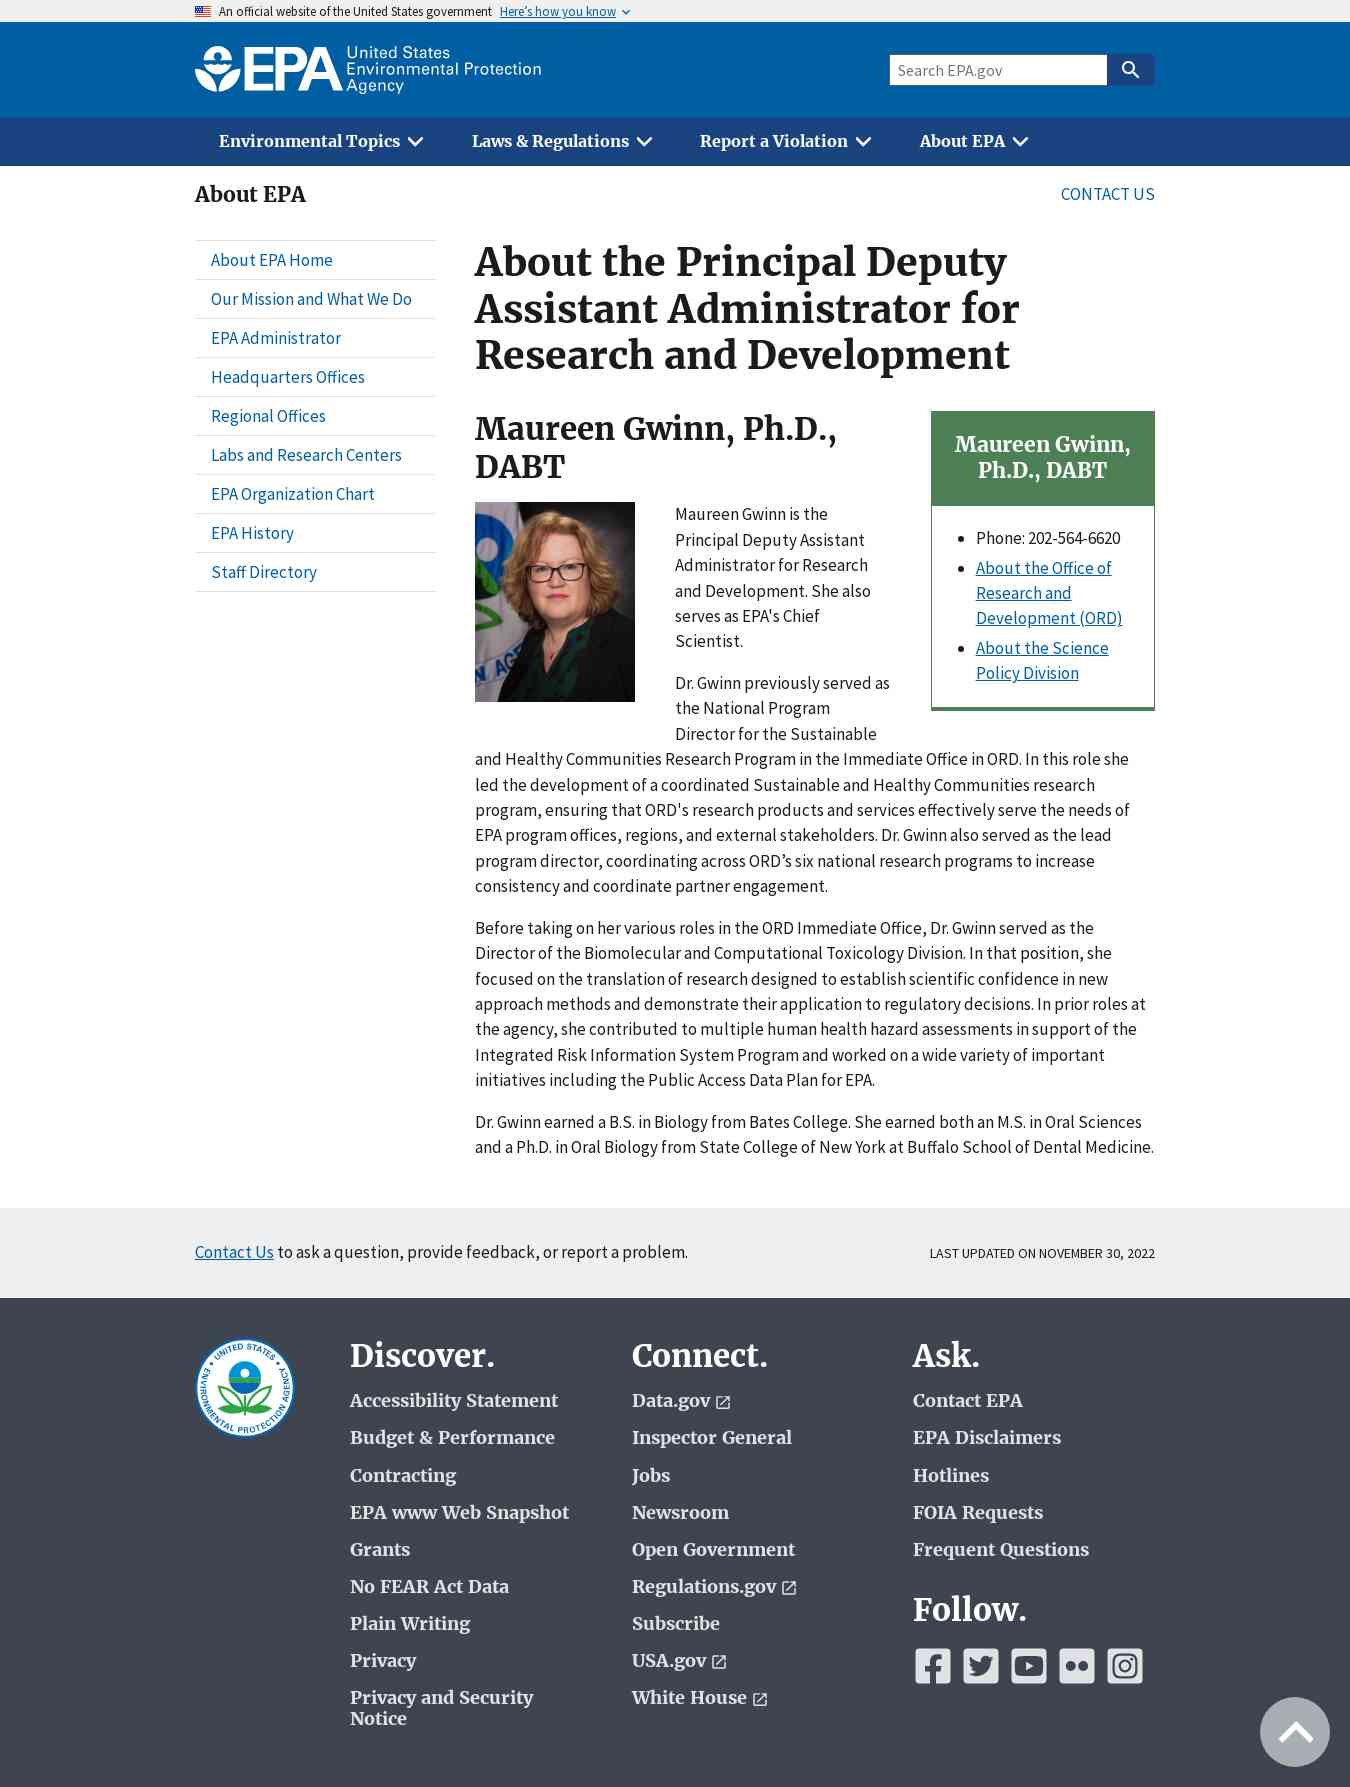 An official website of the United States government Here's how you know
EPA United States
Environmental Protection
Agency
Search EPA.gov
Environmental Topics
Laws & Regulations
Report a Violation
About EPA
About EPA
CONTACT US
About EPA Home
Our Mission and What We Do
EPA Administrator
Headquarters Offices
Regional Offices
Labs and Research Centers
EPA Organization Chart
EPA History
Staff Directory
About the Principal Deputy
Assistant Administrator for
Research and Development
Maureen Gwinn, Ph.D.,
DABT
Maureen Gwinn is the
Principal Deputy Assistant
Administrator for Research
and Development. She also
serves as EPA's Chief
Scientist.
Dr. Gwinn previously served as
the National Program
Director for the Sustainable
and Healthy Communities Research Program in the Immediate Office in ORD. In this role she
led the development of a coordinated Sustainable and Healthy Communities research
program, ensuring that ORD's research products and services effectively serve the needs of
EPA program offices, regions, and external stakeholders. Dr. Gwinn also served as the lead
program director, coordinating across ORD’s six national research programs to increase
consistency and coordinate partner engagement.
Before taking on her various roles in the ORD Immediate Office, Dr. Gwinn served as the
Director of the Biomolecular and Computational Toxicology Division. In that position, she
focused on the translation of research designed to establish scientific confidence in new
approach methods and demonstrate their application to regulatory decisions. In prior roles at
the agency, she contributed to multiple human health hazard assessments in support of the
Integrated Risk Information System Program and worked on a wide variety of important
initiatives including the Public Access Data Plan for EPA.
Dr. Gwinn earned a B.S. in Biology from Bates College. She earned both an M.S. in Oral Sciences
and a Ph.D. in Oral Biology from State College of New York at Buffalo School of Dental Medicine.
Maureen Gwinn,
Ph.D., DABT
Phone: 202-564-6620
About the Office of
Research and
Development (ORD)
About the Science
Policy Division
Contact Us to ask a question, provide feedback, or report a problem.
LAST UPDATED ON NOVEMBER 30, 2022
UNITED STATES
ENVIRONMENTAL PROTECTION AGENCY
Discover.
Accessibility Statement
Budget & Performance
Contracting
EPA www Web Snapshot
Grants
No FEAR Act Data
Plain Writing
Privacy
Privacy and Security
Notice
Connect.
Data.gov
Inspector General
Jobs
Newsroom
Open Government
Regulations.gov
Subscribe
USA.gov
White House
Ask.
Contact EPA
EPA Disclaimers
Hotlines
FOIA Requests
Frequent Questions
Follow.